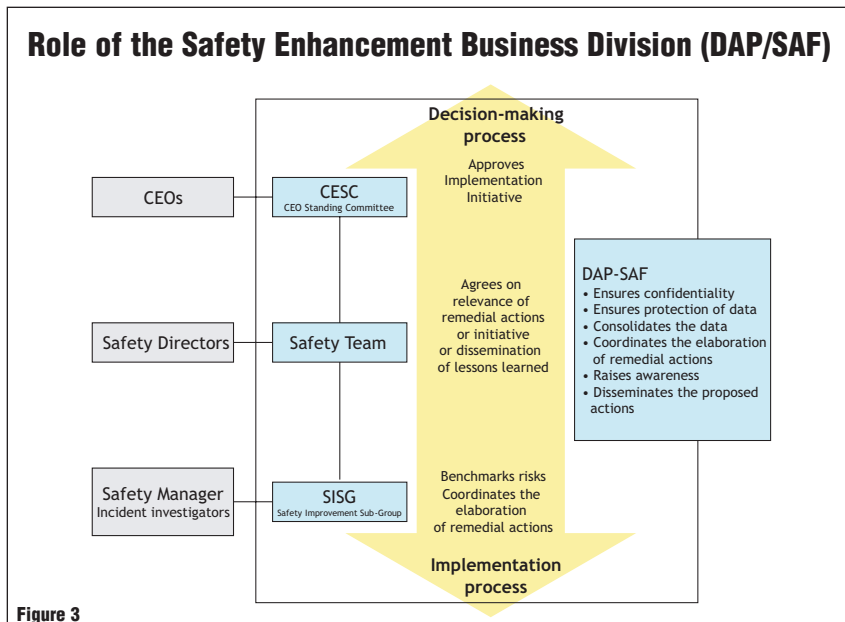 Role of the Safety Enhancement Business Division (DAP/SAF)
Decision-making
process
Approves
Implementation
Initiative
CEOs
CESC
CEO Standing Committee
Agrees on
relevance of
remedial actions
or initiative
or dissemination
of lessons learned
Safety Directors
Safety Team
DAP-SAF
• Ensures confidentiality
• Ensures protection of data
• Consolidates the data
• Coordinates the elaboration
of remedial actions
• Raises awareness
• Disseminates the proposed
actions
Safety Manager
Incident investigators
SISG
Safety Improvement Sub-Group
Benchmarks risks
Coordinates the
elaboration
of remedial actions
Implementation
process
Figure 3